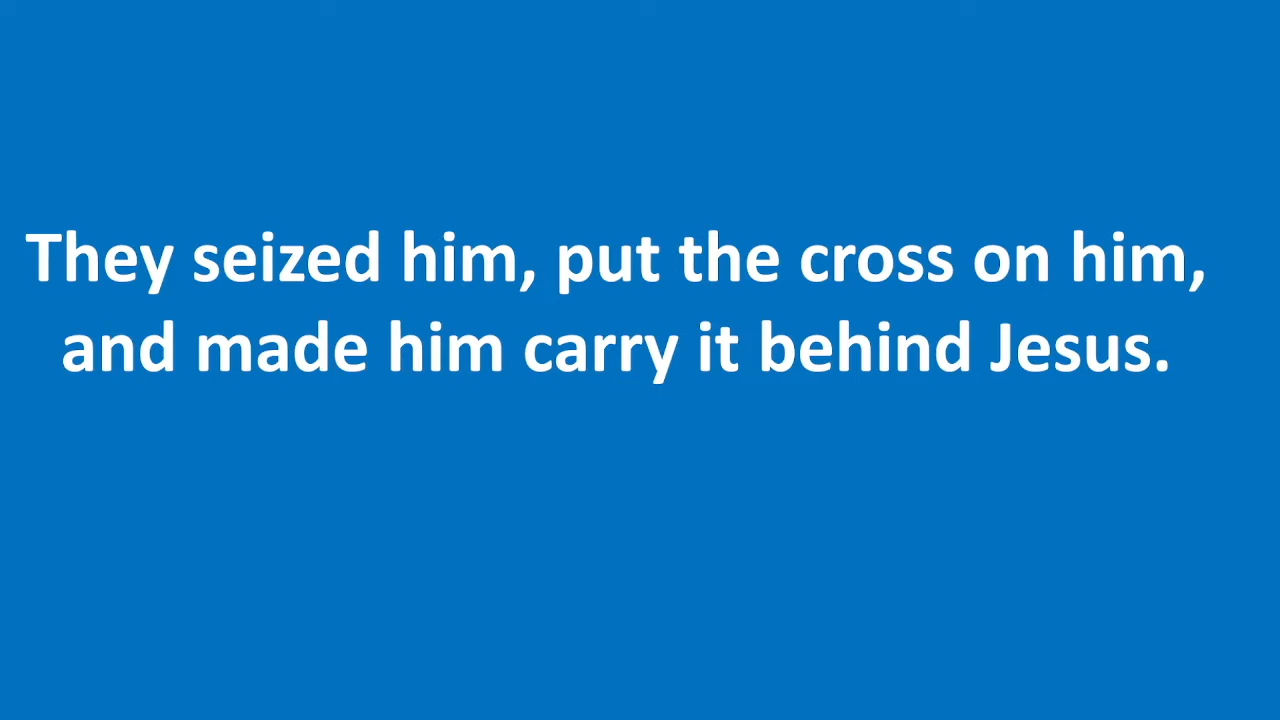 They seized him, put the cross on him,
and made him carry it behind Jesus.